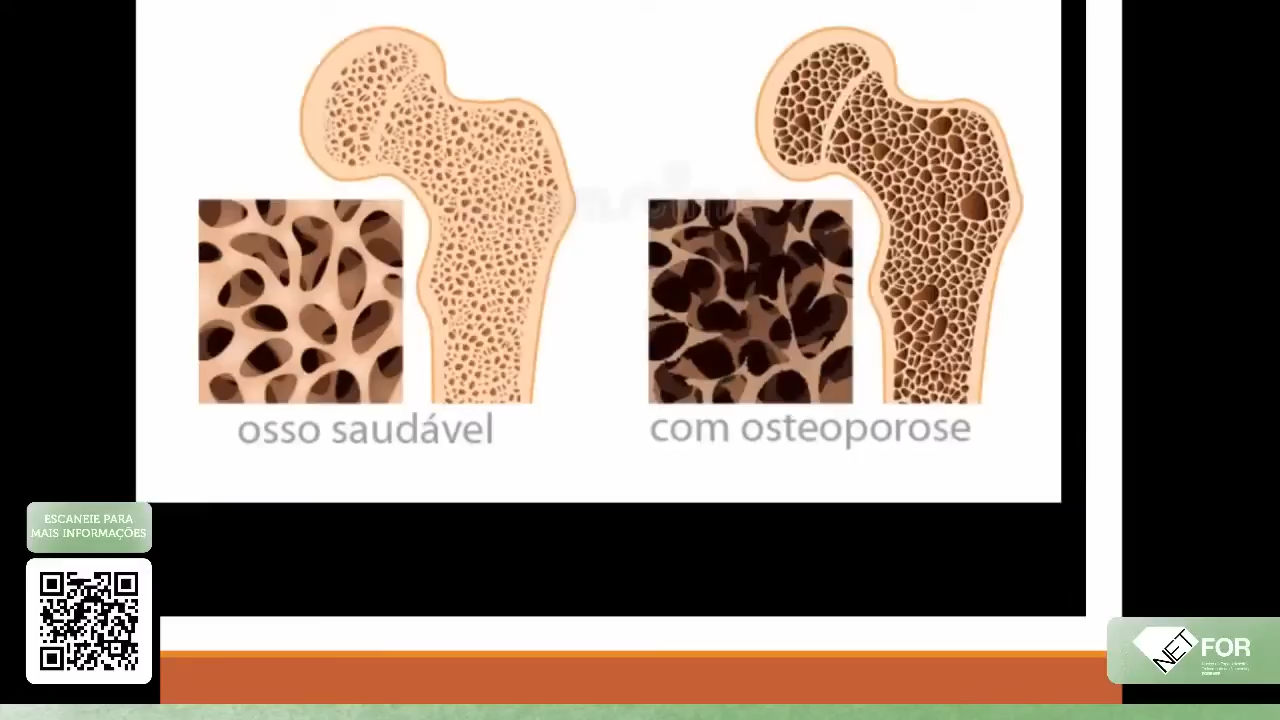 osso saudável
com osteoporose
ESCANEIE PARA
MAIS INFORMAÇÕES
NET
FOR